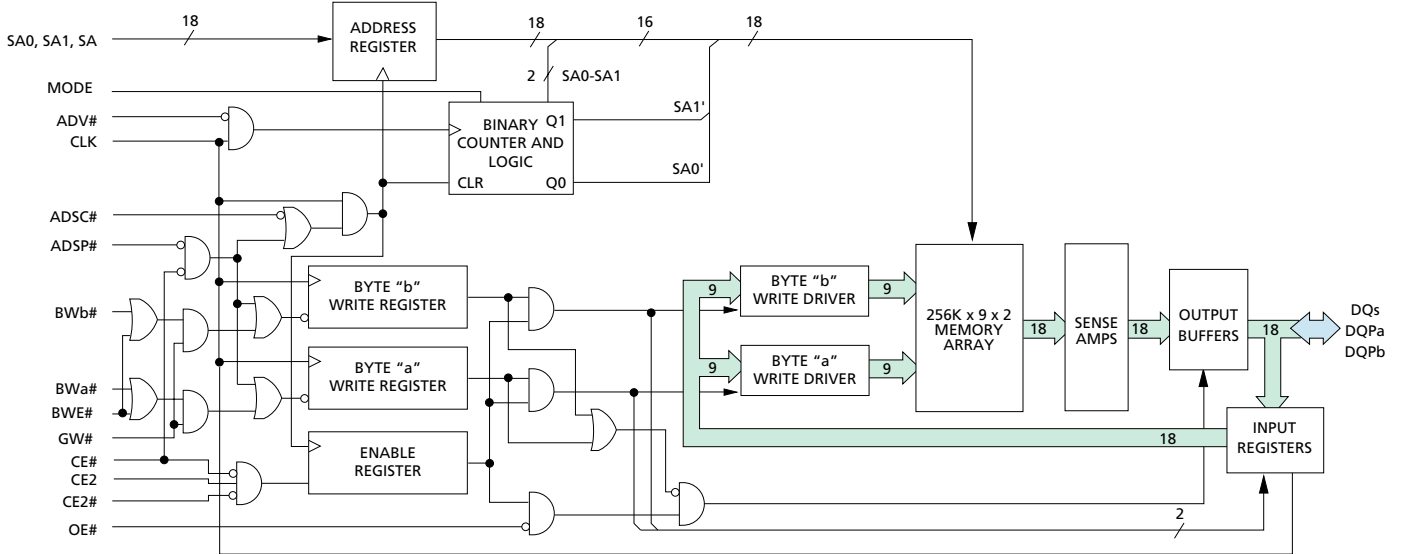 18
SA0, SA1, SA
ADDRESS
REGISTER
18
16
18
2
SA0-SA1
MODE
ADV#
CLK
BINARY
COUNTER AND
LOGIC
Q1
CLR
Q0
SA1'
SA0'
ADSC#
ADSP#
BWb#
BWa#
BWE#
GW#
CE#
CE2
CE2#
OE#
BYTE “b”
WRITE REGISTER
BYTE “a”
WRITE REGISTER
ENABLE
REGISTER
9
BYTE “b”
WRITE DRIVER
9
9
BYTE “a”
WRITE DRIVER
9
256K x 9 x 2
MEMORY
ARRAY
18
SENSE
AMPS
18
OUTPUT
BUFFERS
18
DQs
DQPa
DQPb
18
INPUT
REGISTERS
2